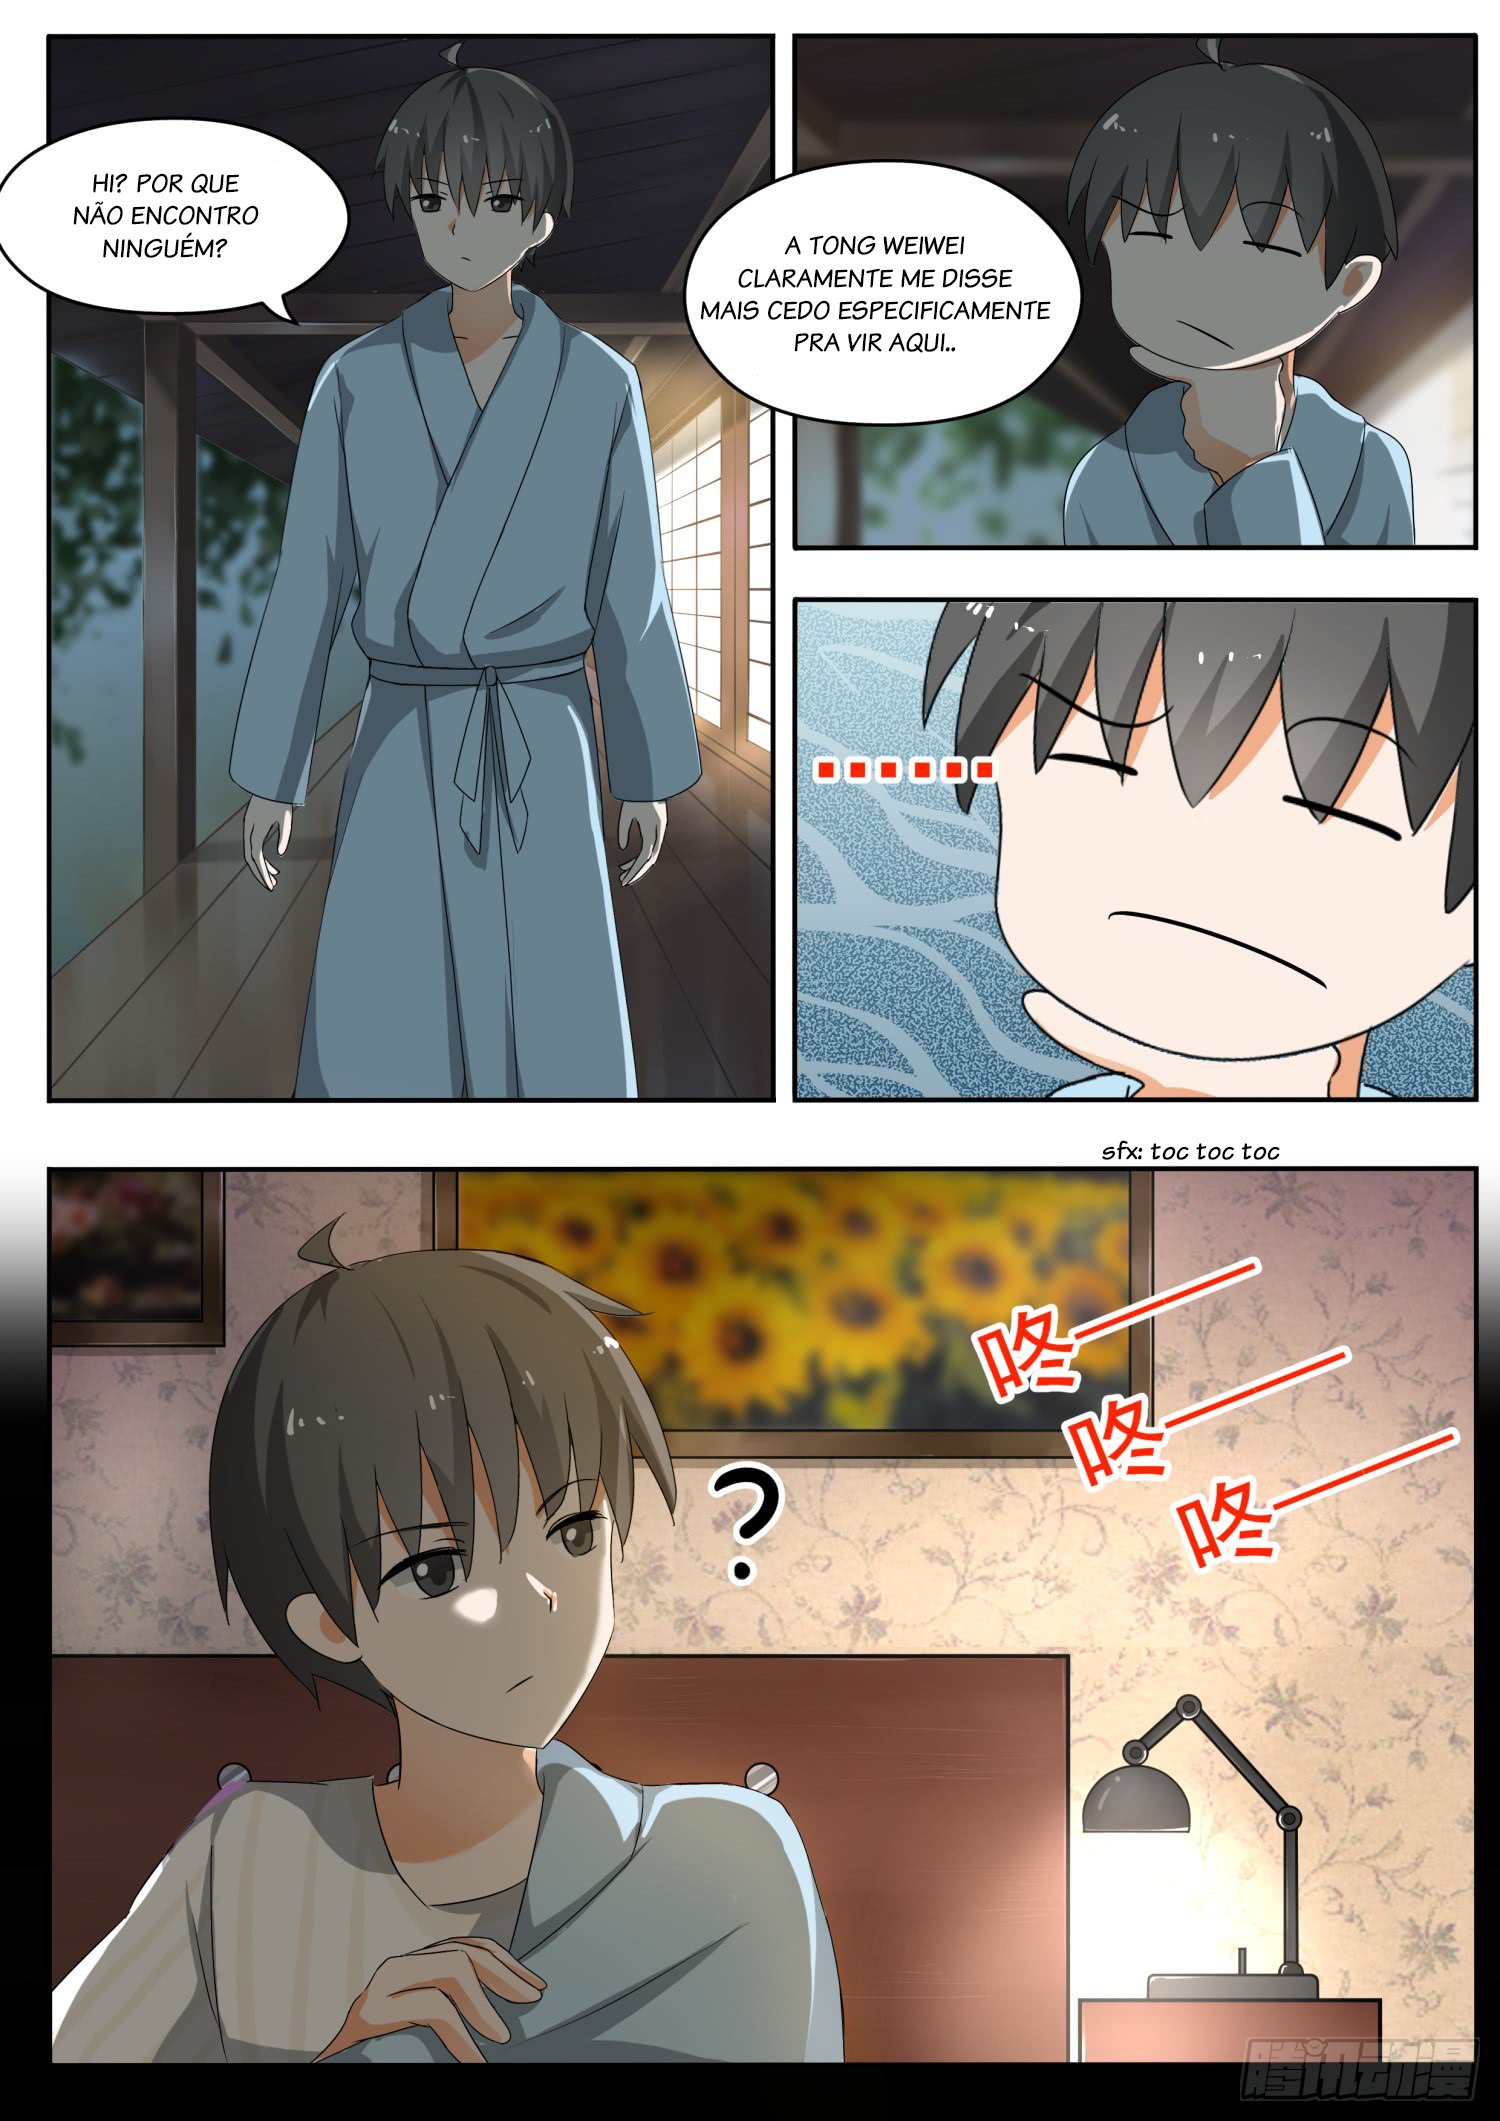 HI? POR QUE
NÃO ENCONTRO
NINGUÉM?
A TONG WEIWEI
CLARAMENTE ME DISSE
MAIS CEDO ESPECIFICAMENTE
PRA VIR AQUI..
......
sfx: toc toc toc
咚——
咚——
咚——
?
腾讯动漫